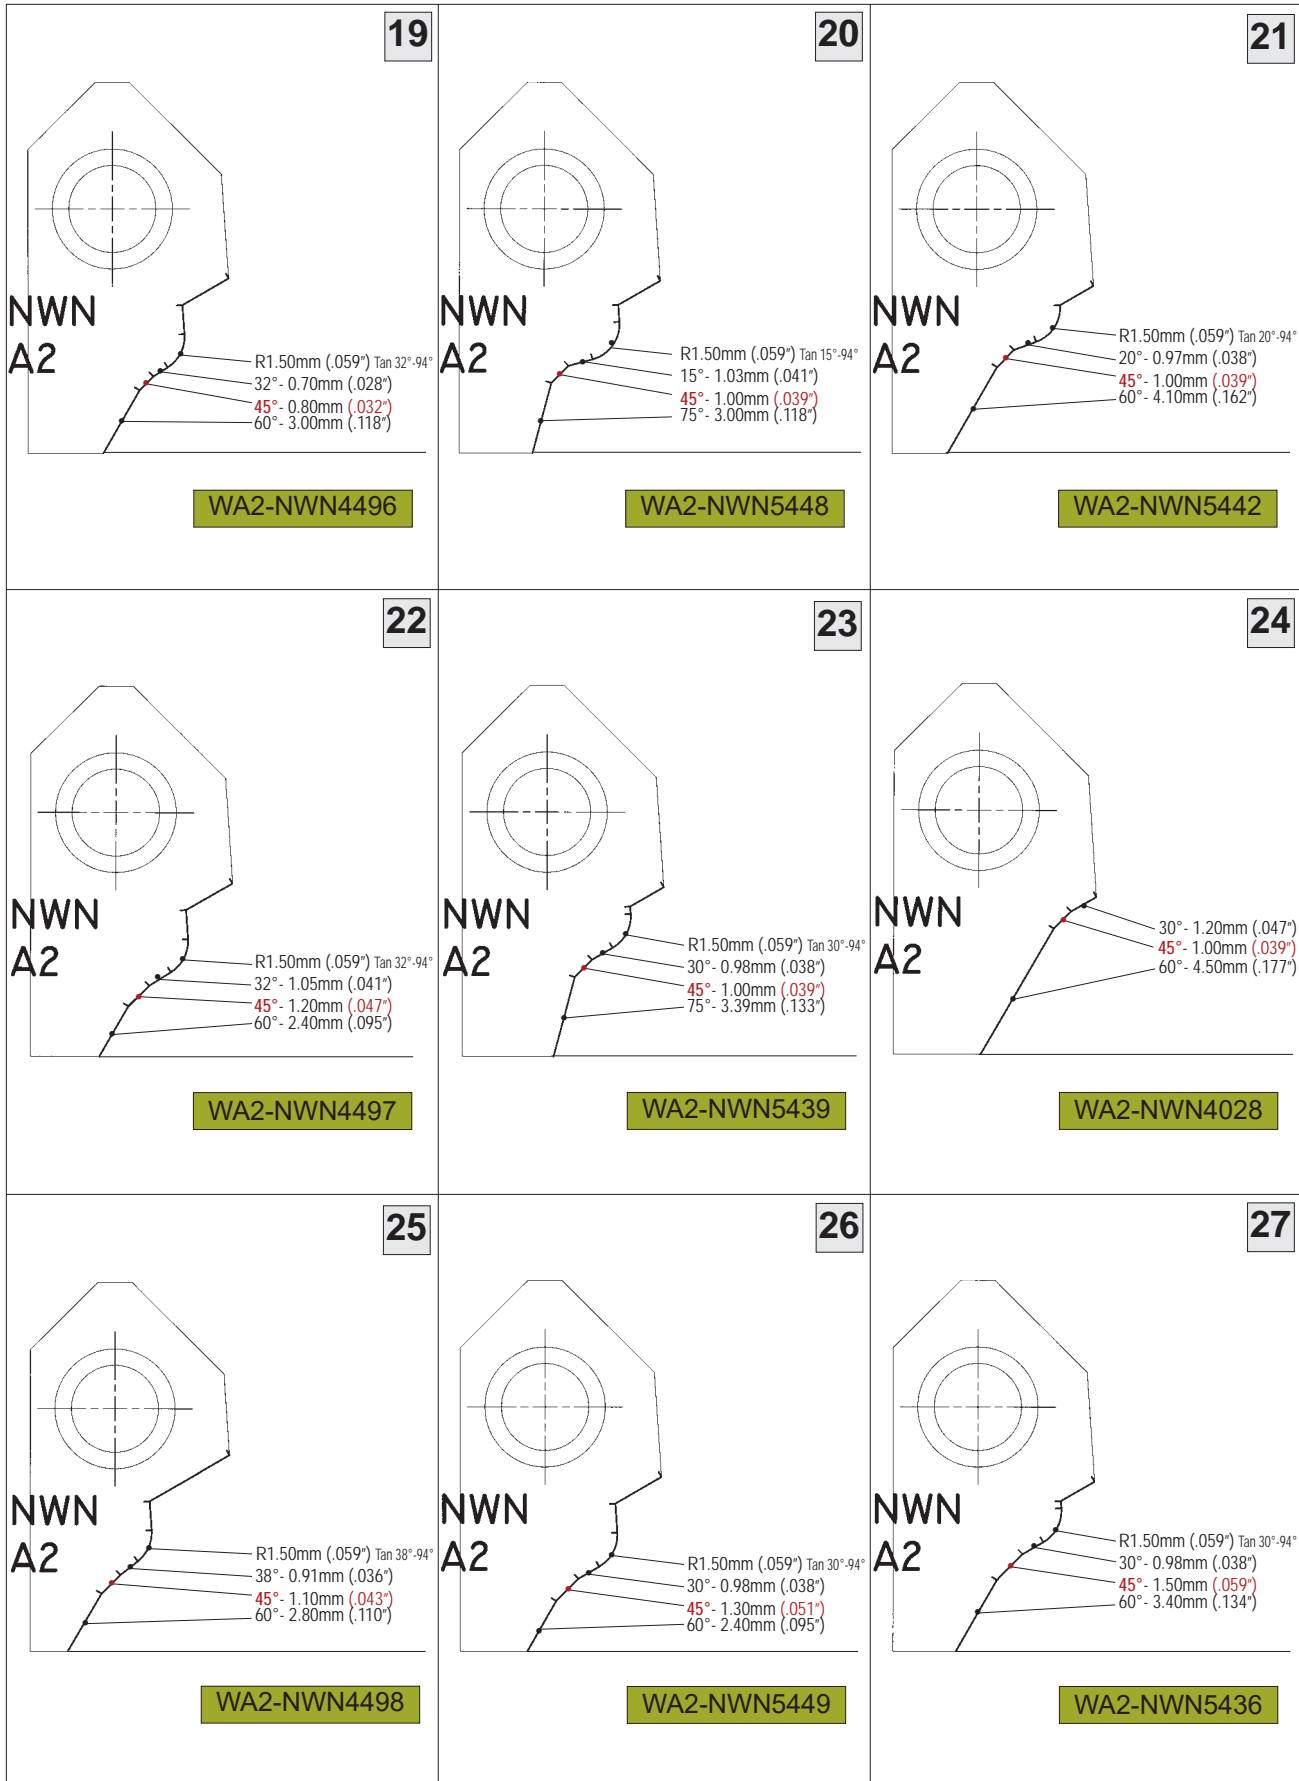 19
NWN
A2
R1.50mm (.059") Tan 32°-94°
32°- 0.70mm (.028")
45°- 0.80mm (.032")
60°- 3.00mm (.118")
WA2-NWN4496
20
NWN
A2
R1.50mm (.059") Tan 15°-94°
15°- 1.03mm (.041")
45°- 1.00mm (.039")
75°- 3.00mm (.118")
WA2-NWN5448
21
NWN
A2
R1.50mm (.059") Tan 20°-94°
20°- 0.97mm (.038")
45°- 1.00mm (.039")
60°- 4.10mm (.162")
WA2-NWN5442
22
NWN
A2
R1.50mm (.059") Tan 32°-94°
32°- 1.05mm (.041")
45°- 1.20mm (.047")
60°- 2.40mm (.095")
WA2-NWN4497
23
NWN
A2
R1.50mm (.059") Tan 30°-94°
30°- 0.98mm (.038")
45°- 1.00mm (.039")
75°- 3.39mm (.133")
WA2-NWN5439
24
NWN
A2
30°- 1.20mm (.047")
45°- 1.00mm (.039")
60°- 4.50mm (.177")
WA2-NWN4028
25
NWN
A2
R1.50mm (.059") Tan 38°-94°
38°- 0.91mm (.036")
45°- 1.10mm (.043")
60°- 2.80mm (.110")
WA2-NWN4498
26
NWN
A2
R1.50mm (.059") Tan 30°-94°
30°- 0.98mm (.038")
45°- 1.30mm (.051")
60°- 2.40mm (.095")
WA2-NWN5449
27
NWN
A2
R1.50mm (.059") Tan 30°-94°
30°- 0.98mm (.038")
45°- 1.50mm (.059")
60°- 3.40mm (.134")
WA2-NWN5436